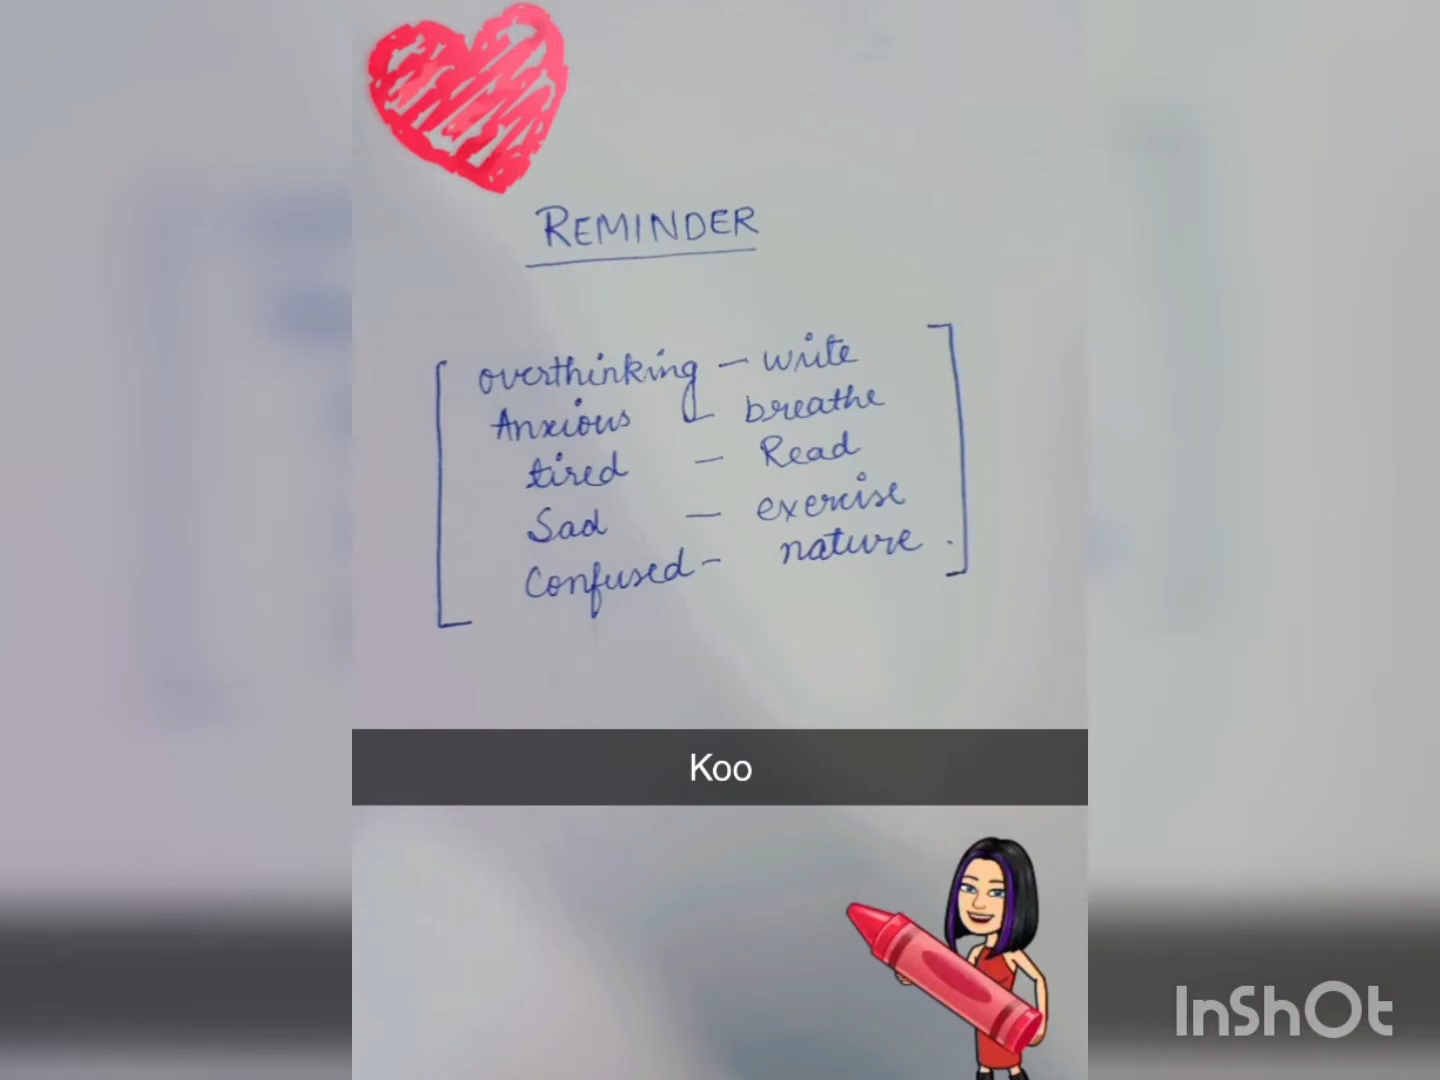 REMINDER
overthinking - write
Anxious - breathe
tired - Read
Sad - exercise
Confused - nature.
Koo
InShOt